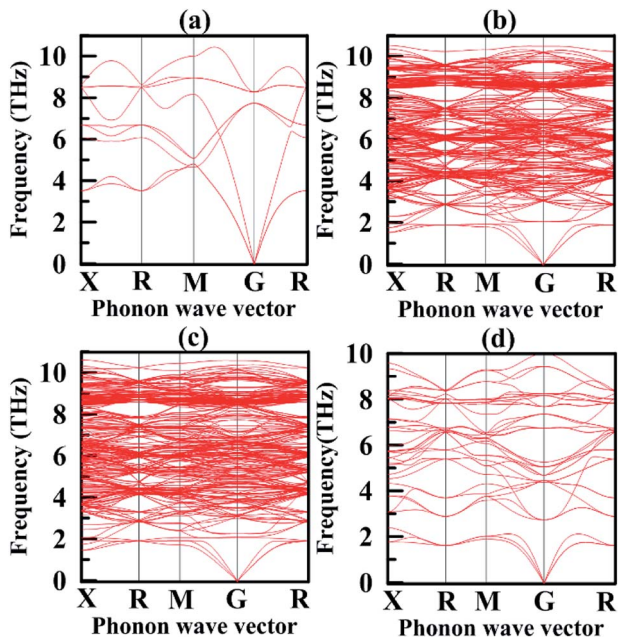 (a)
10
8
6
4
2
0
Frequency (THz)
X R M G R
Phonon wave vector
(b)
10
8
6
4
2
0
Frequency (THz)
X R M G R
Phonon wave vector
(c)
10
8
6
4
2
0
Frequency (THz)
X R M G R
Phonon wave vector
(d)
10
8
6
4
2
0
Frequency(THz)
X R M G R
Phonon wave vector